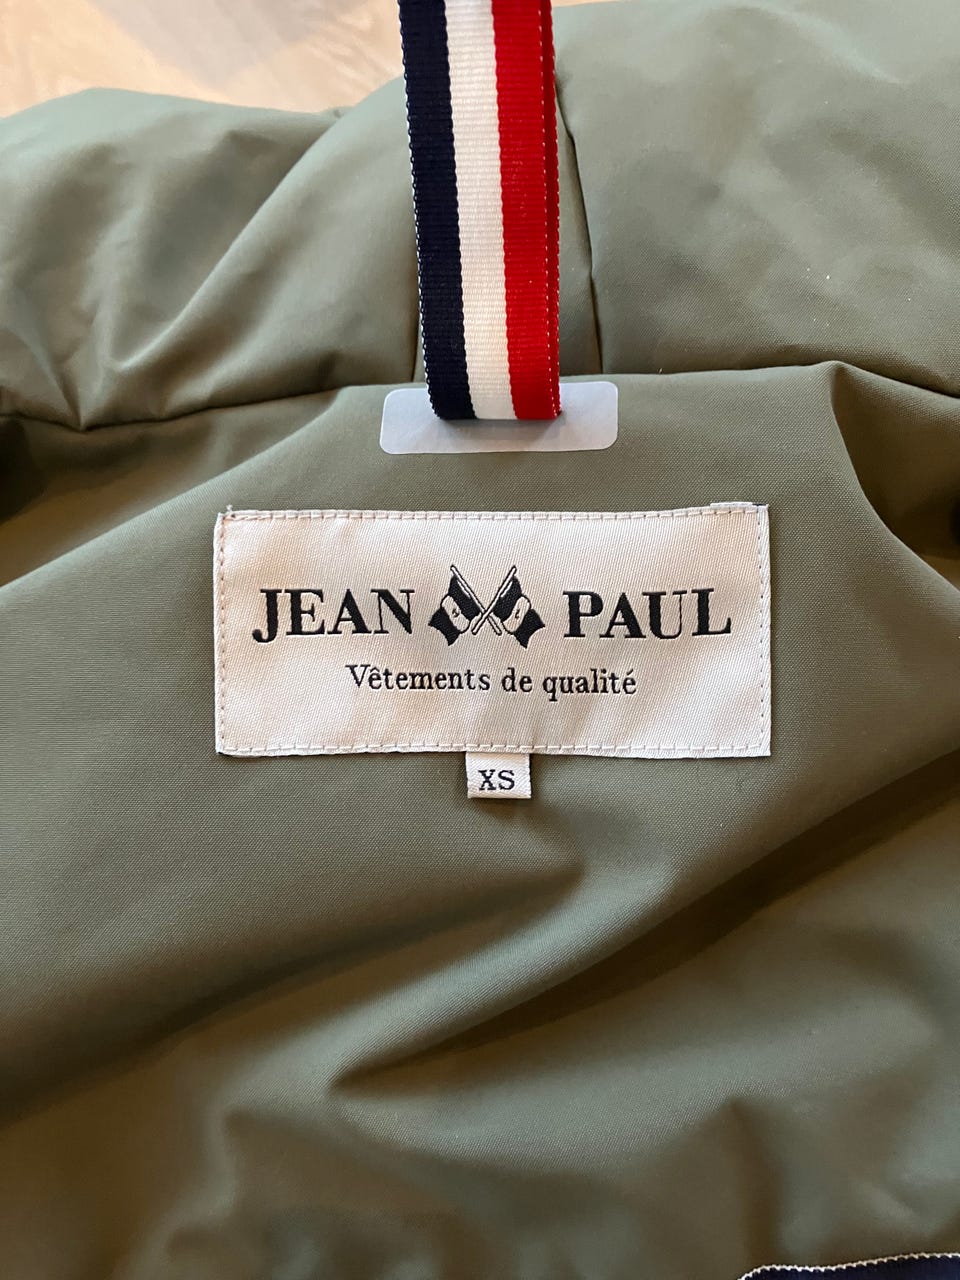 JEAN PAUL
Vêtements de qualité
XS